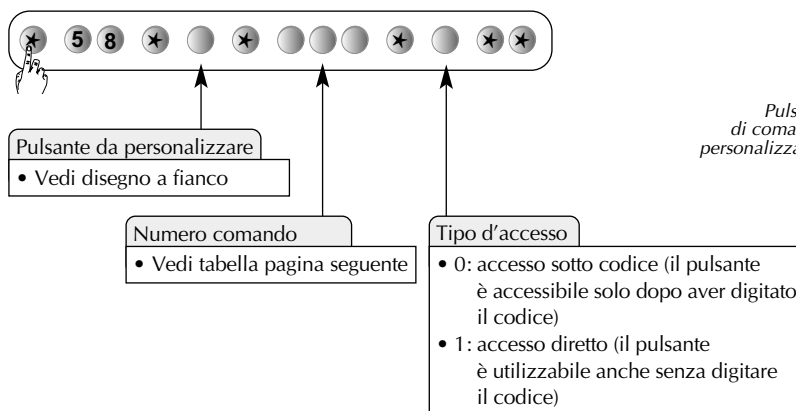 * 58 * * * * **
Puls
di coma
personalizza
Pulsante da personalizzare
• Vedi disegno a fianco
Numero comando
• Vedi tabella pagina seguente
Tipo d'accesso
• 0: accesso sotto codice (il pulsante
è accessibile solo dopo aver digitato
il codice)
• 1: accesso diretto (il pulsante
è utilizzabile anche senza digitare
il codice)